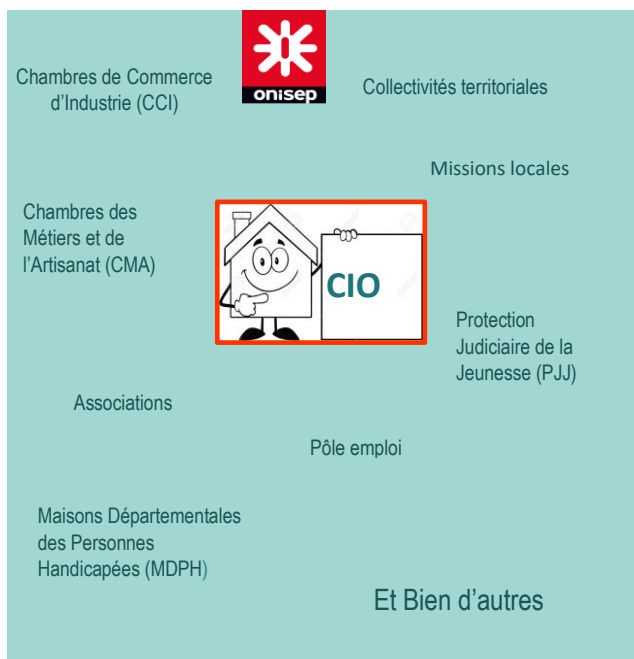 Chambres de Commerce
d'Industrie (CCI)
onisep
Collectivités territoriales
Missions locales
Chambres des
Métiers et de
l'Artisanat (CMA)
CIO
Protection
Judiciaire de la
Jeunesse (PJJ)
Associations
Pôle emploi
Maisons Départementales
des Personnes
Handicapées (MDPH)
Et Bien d'autres